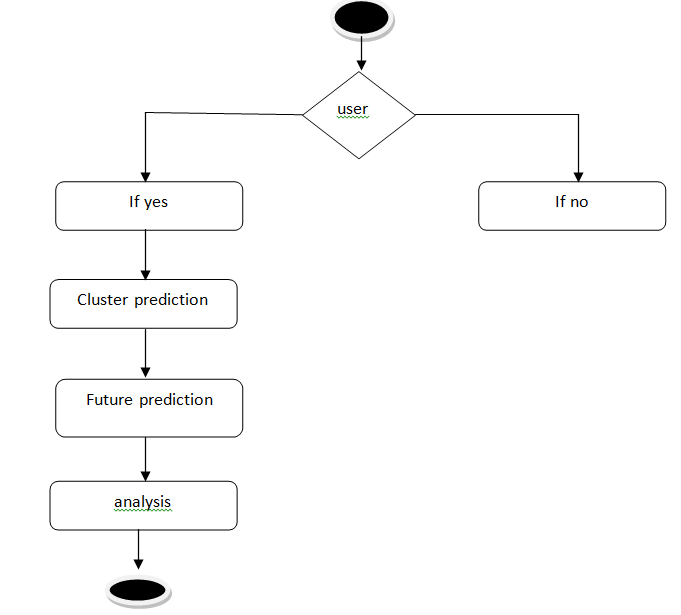 user
If yes
If no
Cluster prediction
Future prediction
analysis